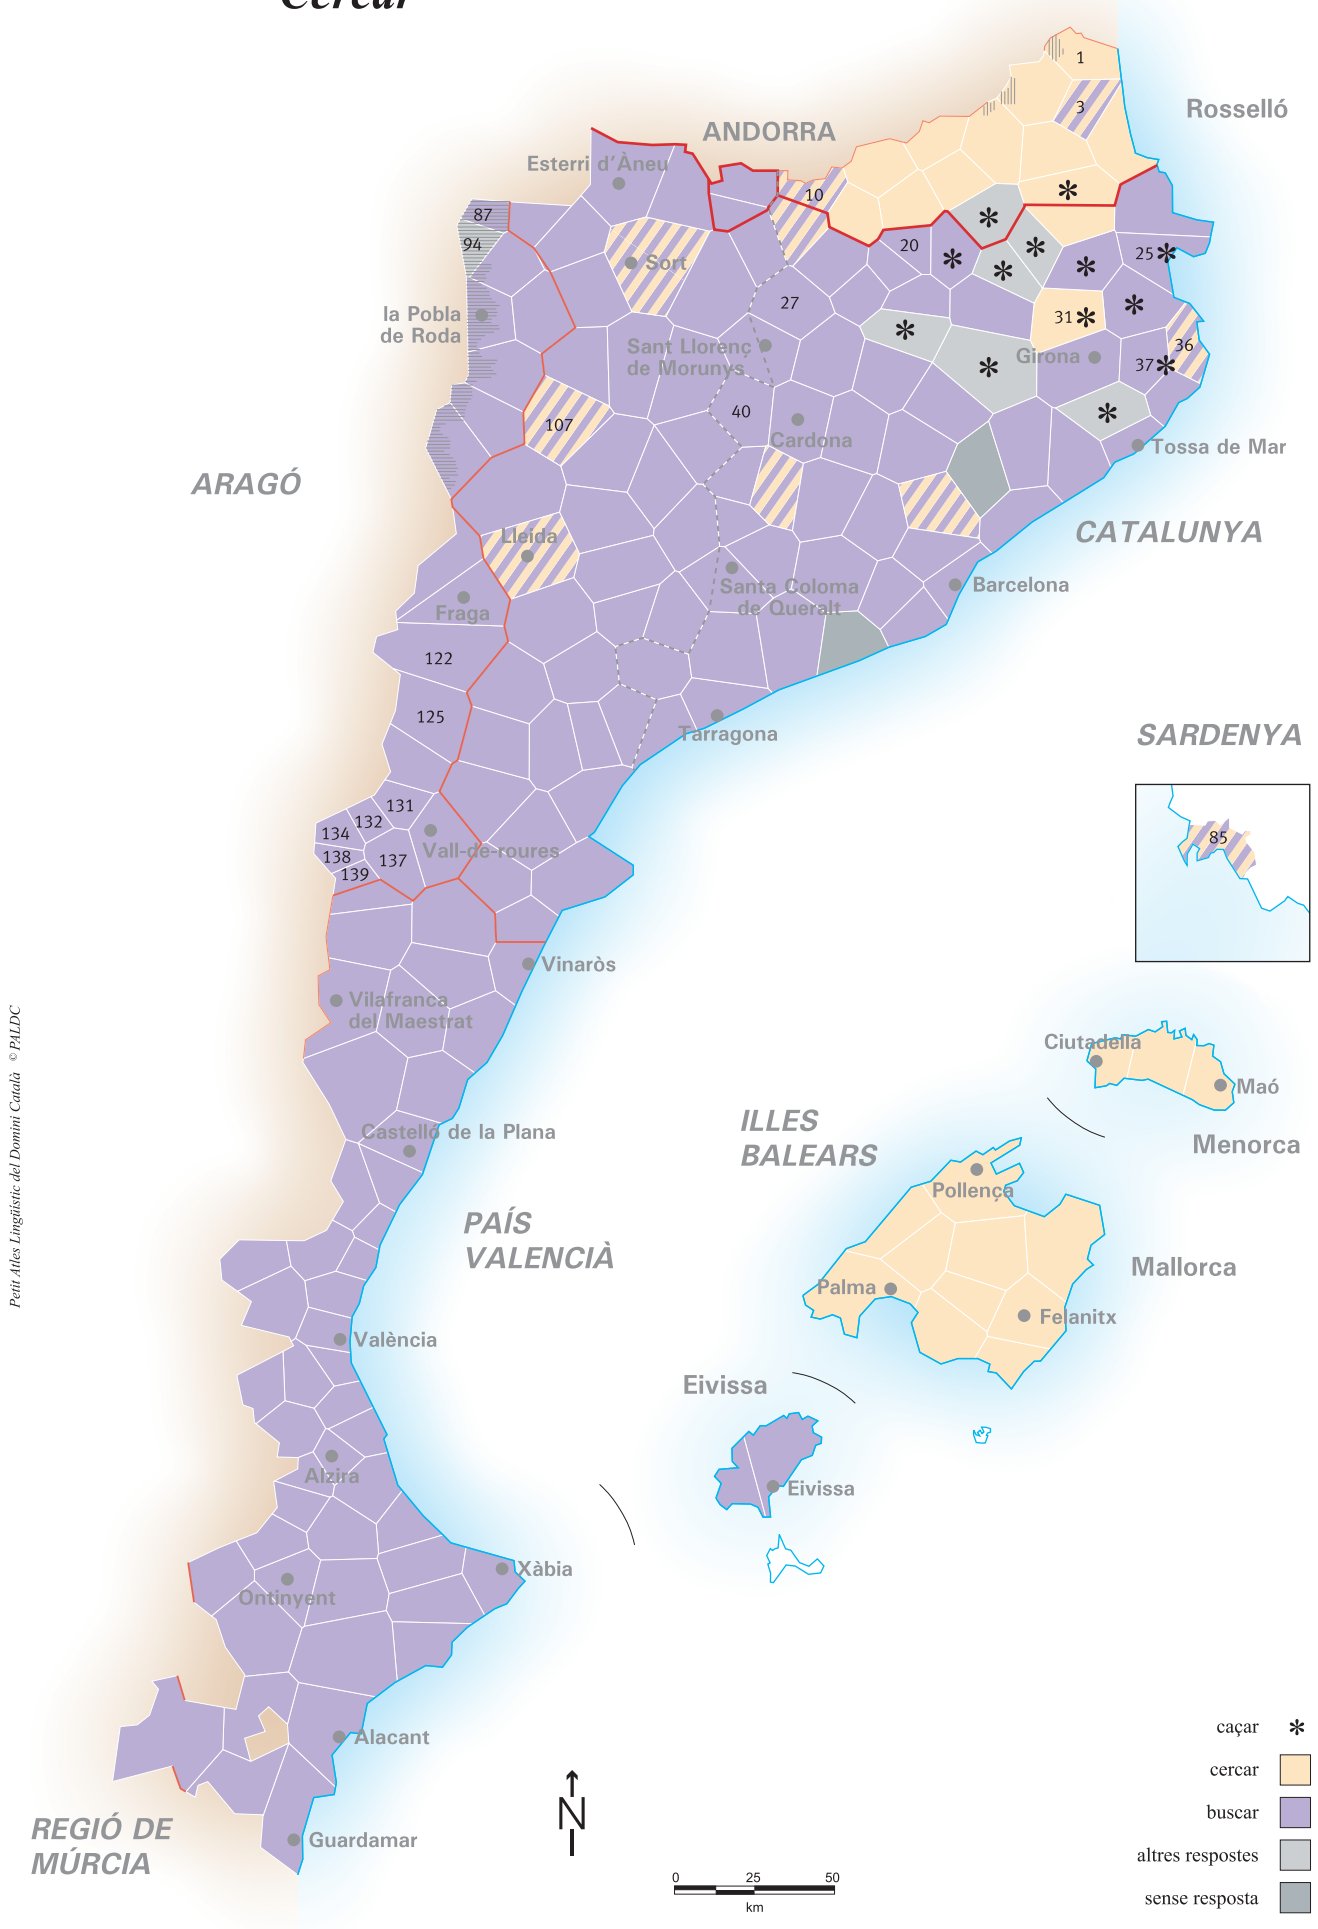 Cercar
1
3
Rosselló
ANDORRA
Esterri d'Àneu
10
87
94
20
25
Sort
27
la Pobla
de Roda
31
Sant Llorenç
de Morunys
Girona
36
37
107
40
Cardona
Tossa de Mar
ARAGÓ
Lleida
CATALUNYA
Santa Coloma
de Queralt
Barcelona
Fraga
122
125
Tarragona
SARDENYA
85
131
132
134
138
137
139
Vall-de-roures
Vinaròs
Vilafranca
del Maestrat
Petit Atles Lingüístic del Domini Català © PALDC
Ciutadella
Maó
Menorca
ILLES
BALEARS
Castelló de la Plana
Pollença
PAÍS
VALENCIÀ
Mallorca
Palma
Felanitx
València
Eivissa
Eivissa
Alzira
Xàbia
Ontinyent
Alacant
REGIÓ DE
MÚRCIA
Guardamar
N
0 25 50
km
caçar *
cercar
buscar
altres respostes
sense resposta